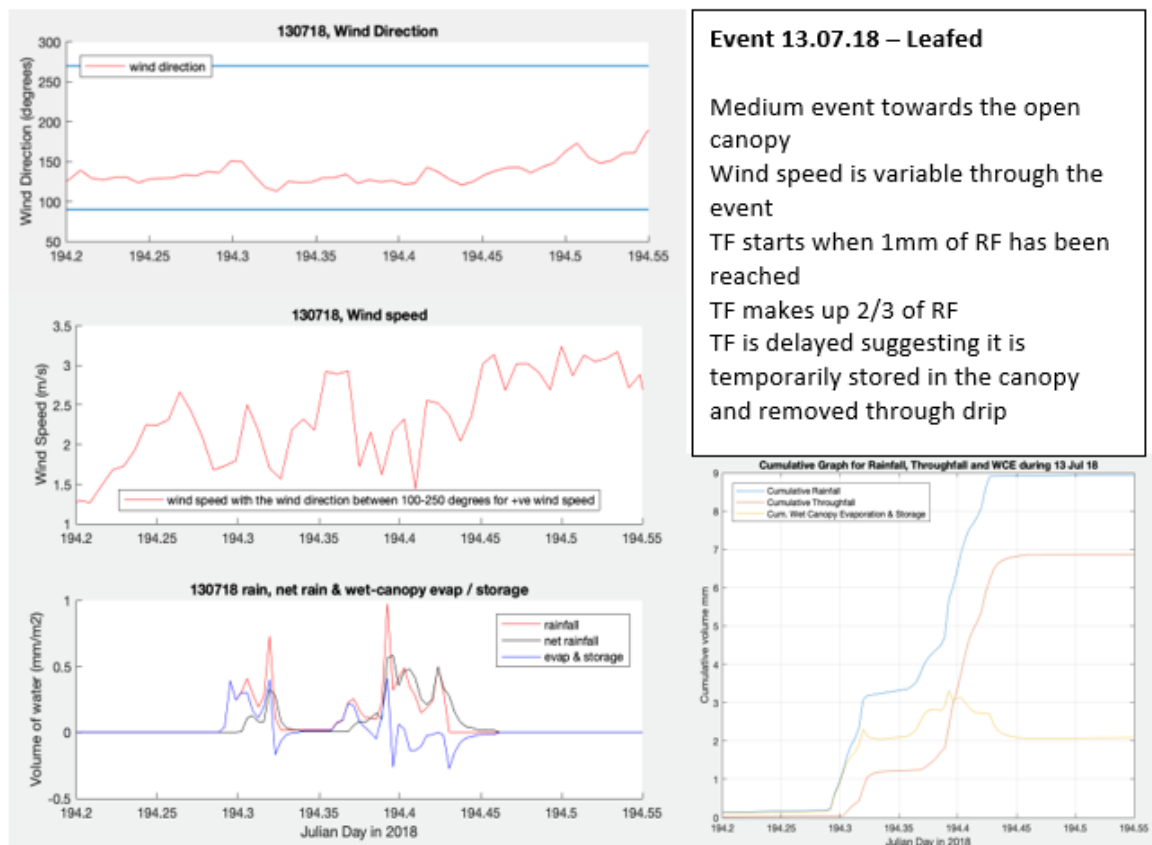 130718, Wind Direction
300
250
200
150
100
50
Wind Direction (degrees)
wind direction
194.2 194.25 194.3 194.35 194.4 194.45 194.5 194.55
130718, Wind speed
3.5
3
2.5
2
1.5
1
Wind Speed (m/s)
wind speed with the wind direction between 100-250 degrees for +ve wind speed
194.2 194.25 194.3 194.35 194.4 194.45 194.5 194.55
130718 rain, net rain & wet-canopy evap / storage
1
0.5
0
-0.5
Volume of water (mm/m2)
rainfall
net rainfall
evap & storage
194.2 194.25 194.3 194.35 194.4 194.45 194.5 194.55
Julian Day in 2018
Event 13.07.18 – Leafed
Medium event towards the open
canopy
Wind speed is variable through the
event
TF starts when 1mm of RF has been
reached
TF makes up 2/3 of RF
TF is delayed suggesting it is
temporarily stored in the canopy
and removed through drip
Cumulative Graph for Rainfall, Throughfall and WCE during 13 Jul 18
9
8
7
6
5
4
3
2
1
0
Cumulative volume mm
Cumulative Rainfall
Cumulative Throughfall
Cum. Wet Canopy Evaporation & Storage
194.2 194.25 194.3 194.35 194.4 194.45 194.5 194.55
Julian Day in 2018